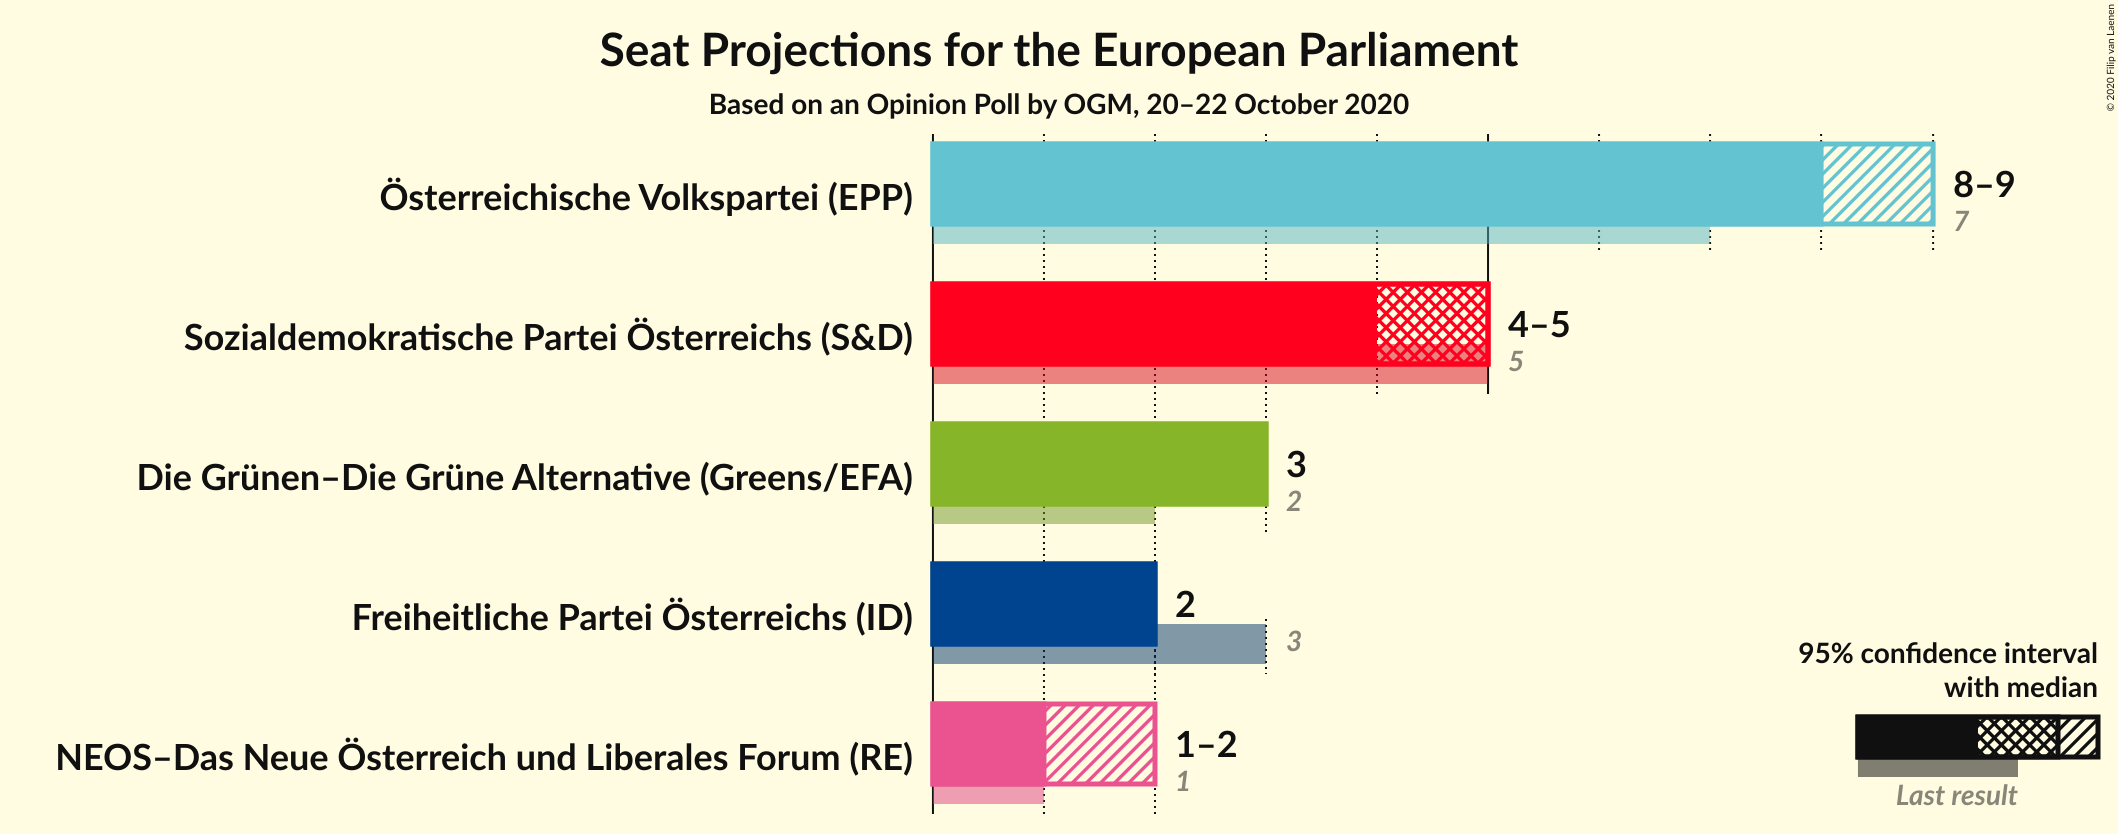 Seat Projections for the European Parliament
Based on an Opinion Poll by OGM, 20–22 October 2020
© 2020 Filip van Laenen
Österreichische Volkspartei (EPP)
8–9
7
Sozialdemokratische Partei Österreichs (S&D)
4–5
5
Die Grünen–Die Grüne Alternative (Greens/EFA)
3
2
Freiheitliche Partei Österreichs (ID)
2
3
NEOS–Das Neue Österreich und Liberales Forum (RE)
1–2
1
95% confidence interval
with median
Last result